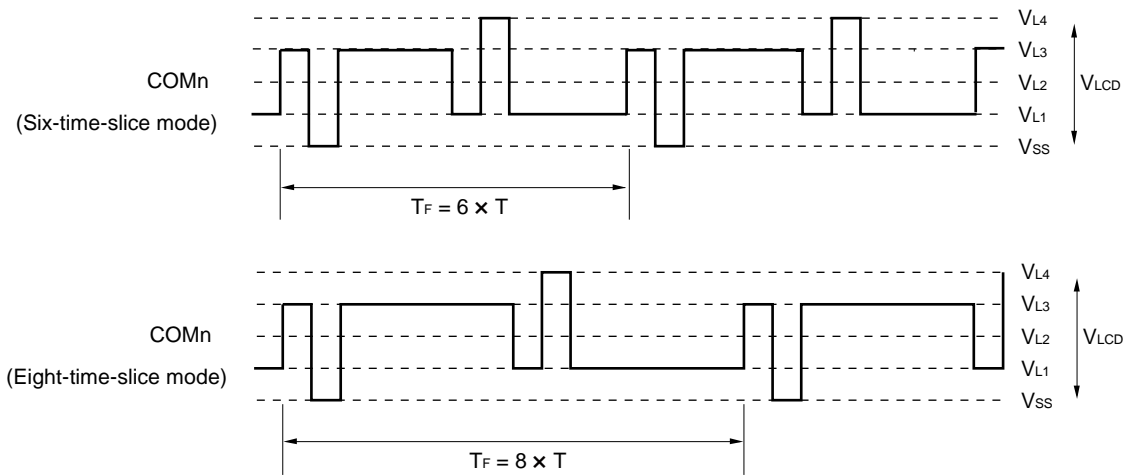 VL4
VL3
COMn
VL2
VLCD
(Six-time-slice mode)
VL1
VSS
TF = 6 × T
VL4
VL3
COMn
VL2
VLCD
(Eight-time-slice mode)
VL1
VSS
TF = 8 × T